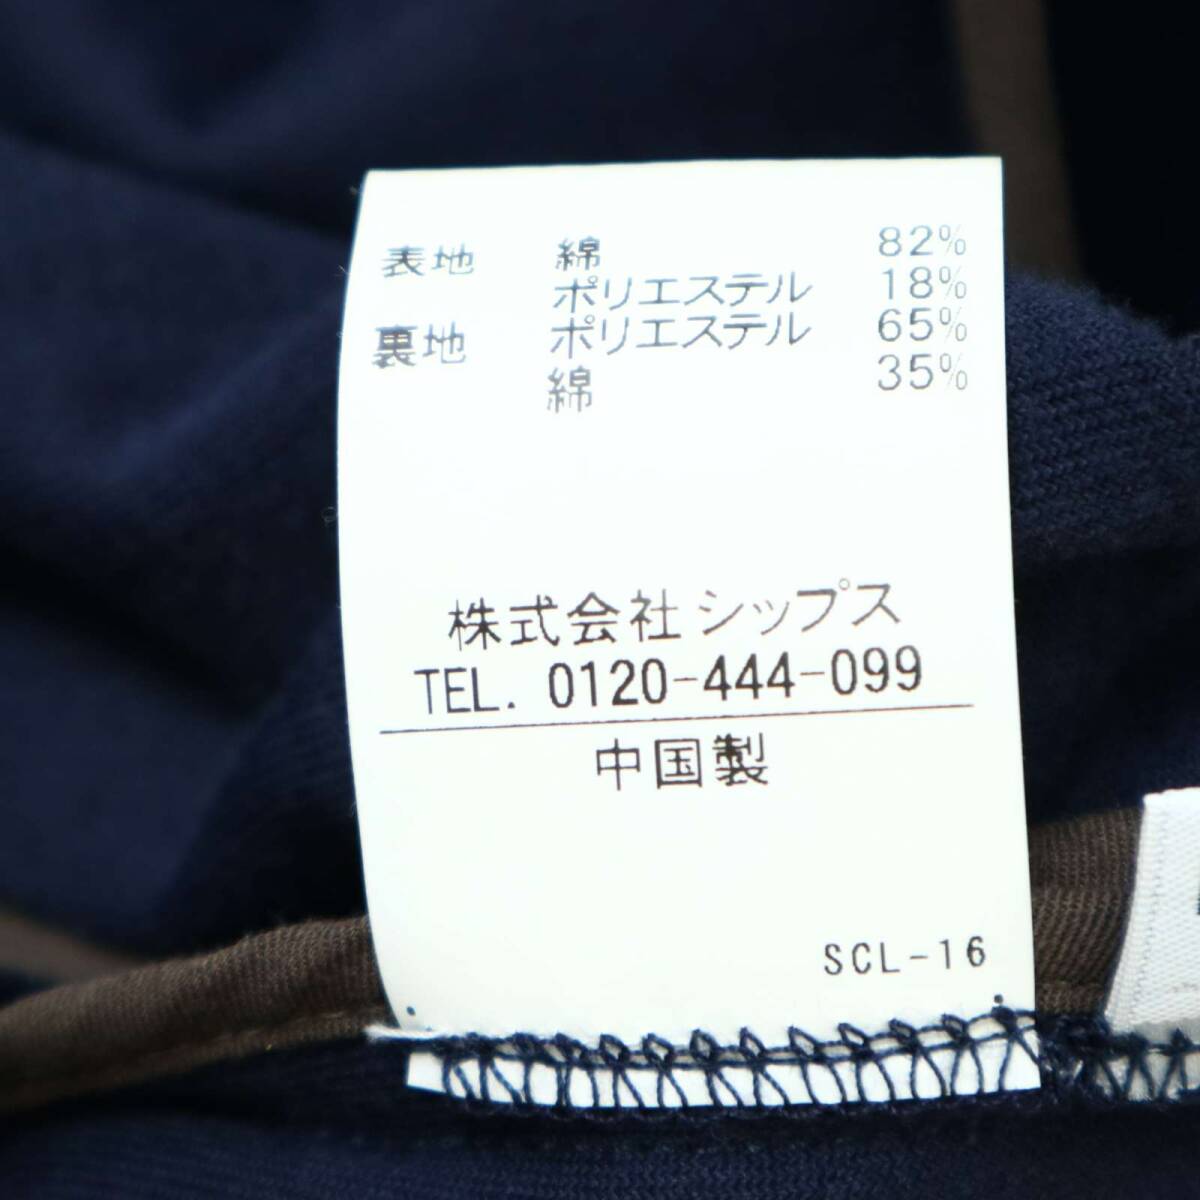 表地 綿 82%
ポリエステル 18%
裏地 ポリエステル 65%
綿 35%
株式会社シップス
TEL. 0120-444-099
中国製
SCL-16